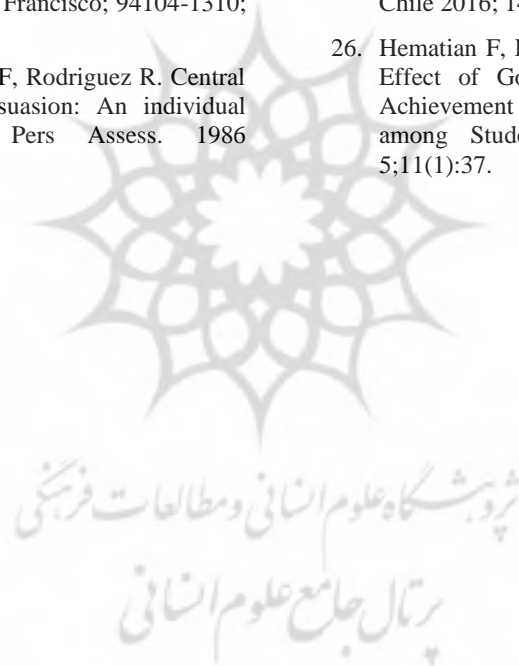 Francisco; 94104-1310;
F, Rodriguez R. Central
suasion: An individual
Pers Assess. 1986
Chile 2016; 14
26. Hematian F,
Effect of Go
Achievement
among Stude
5;11(1):37.
پژوهشگاه علوم انسانی و مطالعات فرهنگی
پرتال جامع علوم انسانی